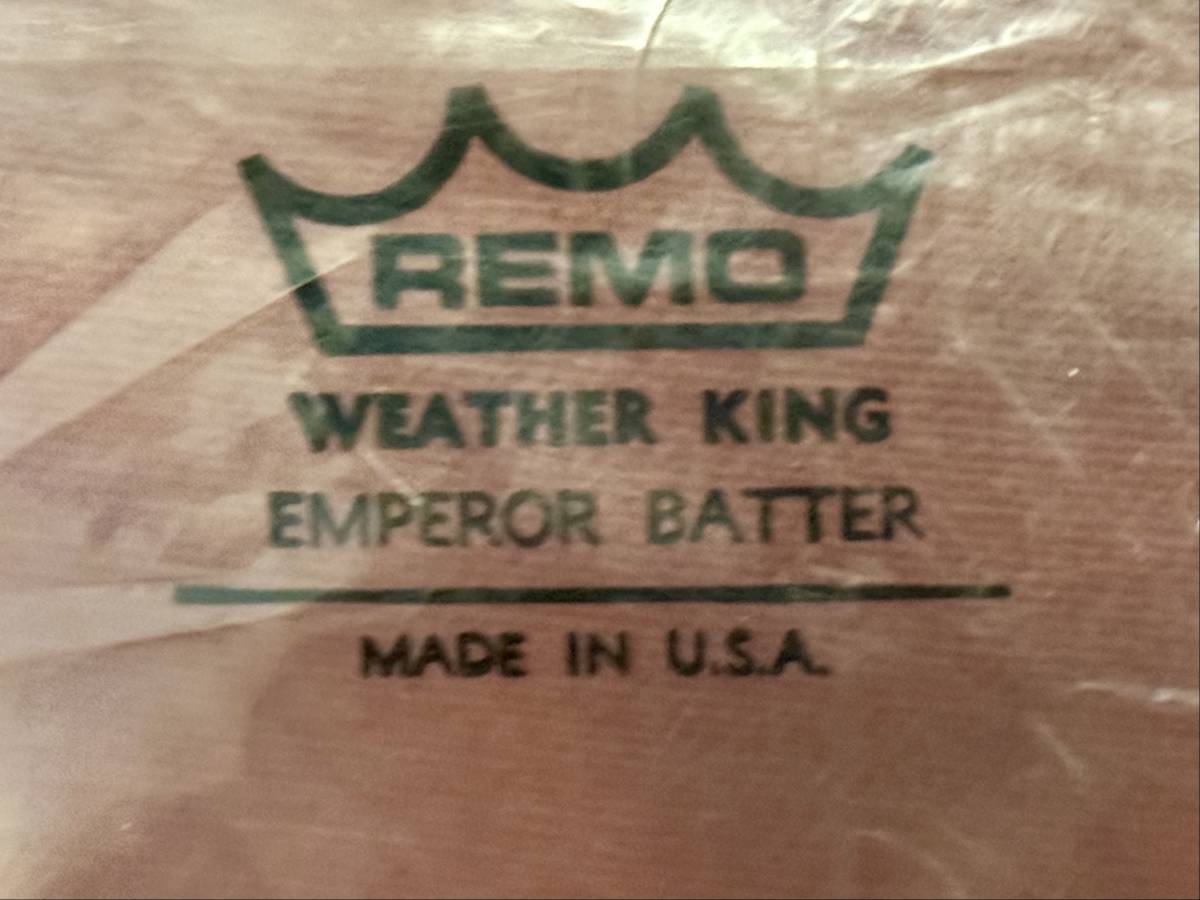 REMO
WEATHER KING
EMPEROR BATTER
MADE IN U.S.A.